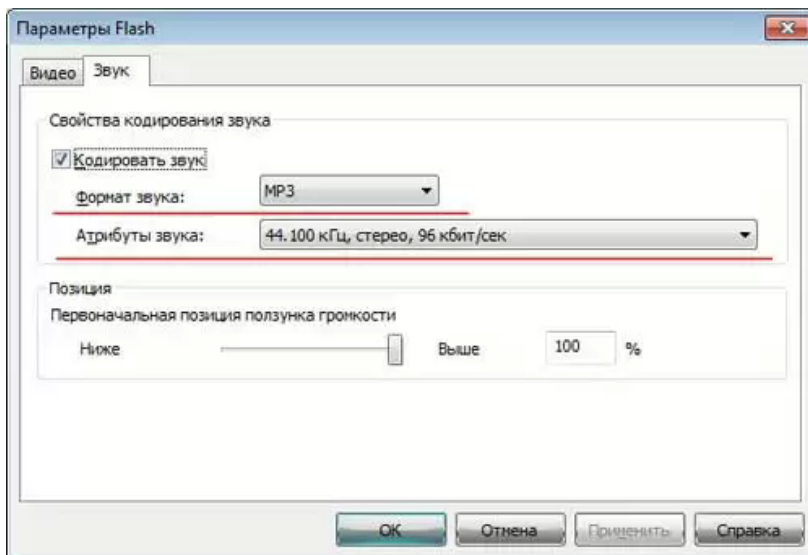 Параметры Flash
Видео Звук
Свойства кодирования звука
Кодировать звук
Формат звука: MP3
Атрибуты звука: 44.100 кГц, стерео, 96 кбит/сек
Позиция
Первоначальная позиция ползунка громкости
Ниже Выше 100 %
ОК Отмена Применить Справка